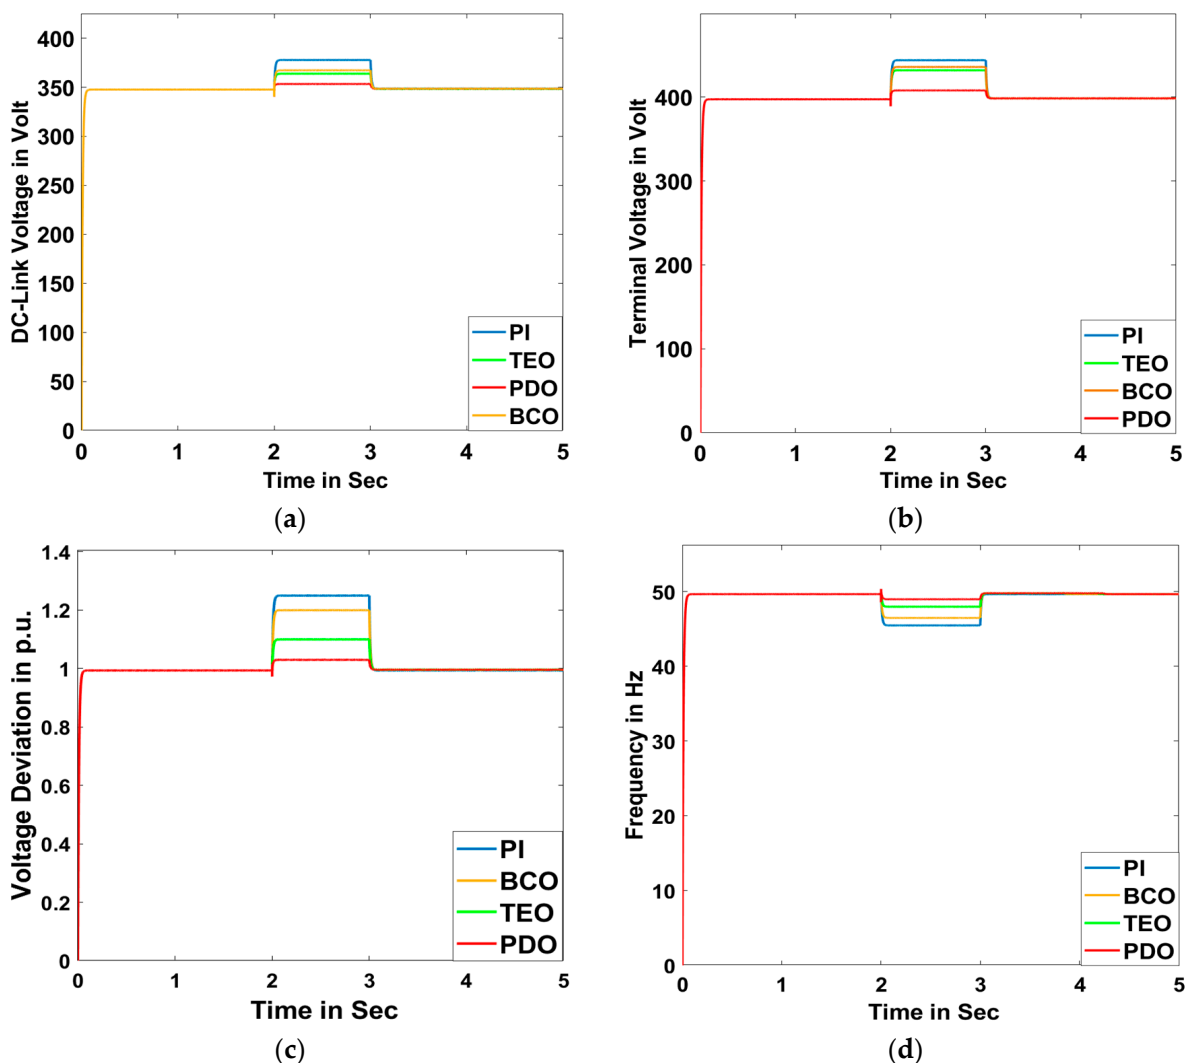 400
350
300
250
200
150
100
50
0
DC-Link Voltage in Volt
PI
TEO
PDO
BCO
0 1 2 3 4 5
Time in Sec
(a)
400
300
200
100
0
Terminal Voltage in Volt
PI
TEO
BCO
PDO
0 1 2 3 4 5
Time in Sec
(b)
1.4
1.2
1
0.8
0.6
0.4
0.2
0
Voltage Deviation in p.u.
PI
BCO
TEO
PDO
0 1 2 3 4 5
Time in Sec
(c)
50
40
30
20
10
0
Frequency in Hz
PI
BCO
TEO
PDO
0 1 2 3 4 5
Time in Sec
(d)